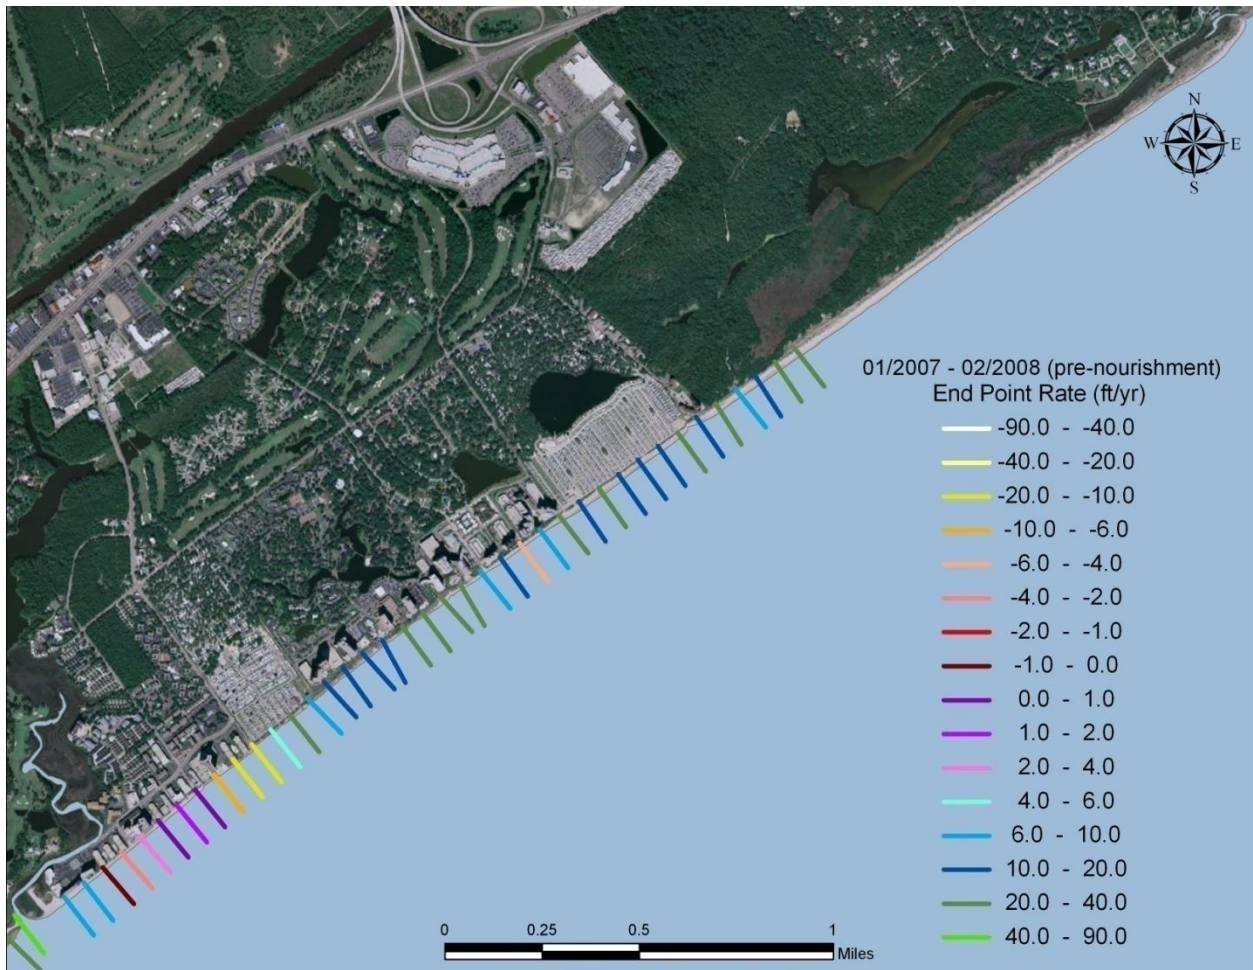 N
W E
S
01/2007 - 02/2008 (pre-nourishment)
End Point Rate (ft/yr)
-90.0 - -40.0
-40.0 - -20.0
-20.0 - -10.0
-10.0 - -6.0
-6.0 - -4.0
-4.0 - -2.0
-2.0 - -1.0
-1.0 - 0.0
0.0 - 1.0
1.0 - 2.0
2.0 - 4.0
4.0 - 6.0
6.0 - 10.0
10.0 - 20.0
20.0 - 40.0
40.0 - 90.0
0 0.25 0.5 1
Miles